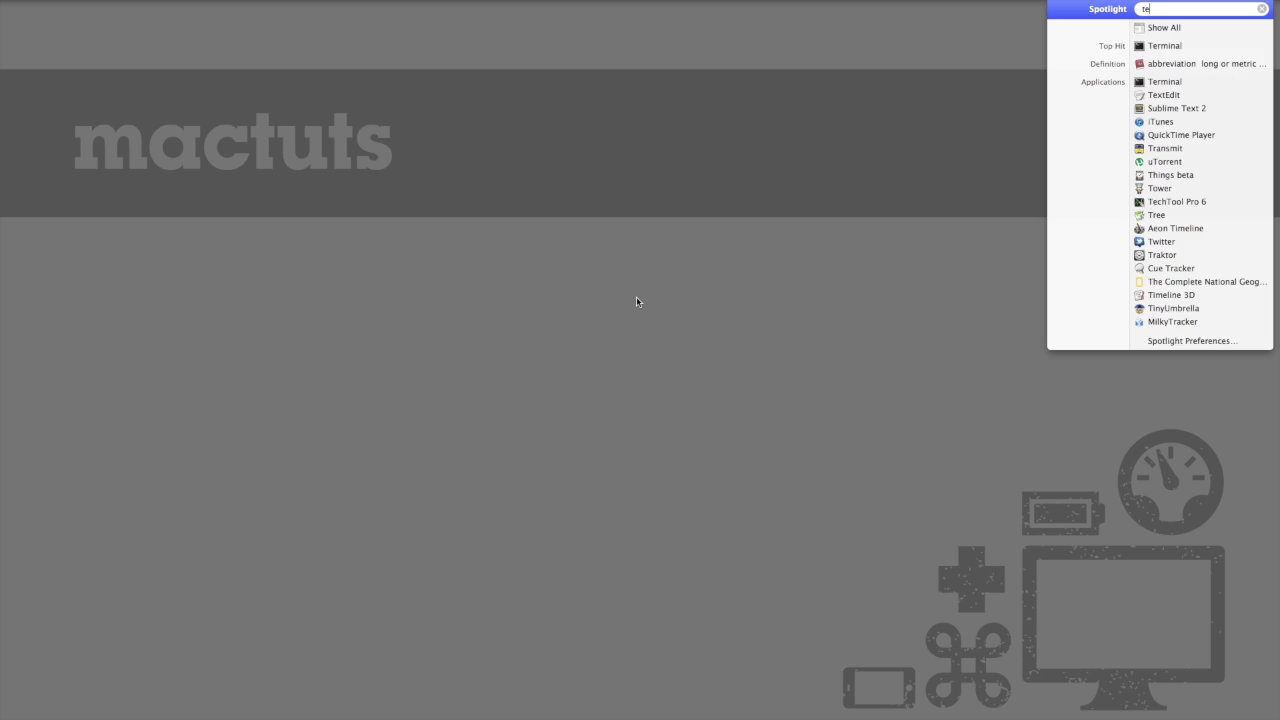 Spotlight te
Show All
Top Hit Terminal
Definition abbreviation long or metric ...
Applications Terminal
TextEdit
Sublime Text 2
iTunes
QuickTime Player
Transmit
uTorrent
Things beta
Tower
TechTool Pro 6
Tree
Aeon Timeline
Twitter
Traktor
Cue Tracker
The Complete National Geog...
Timeline 3D
TinyUmbrella
MilkyTracker
Spotlight Preferences...
mactuts